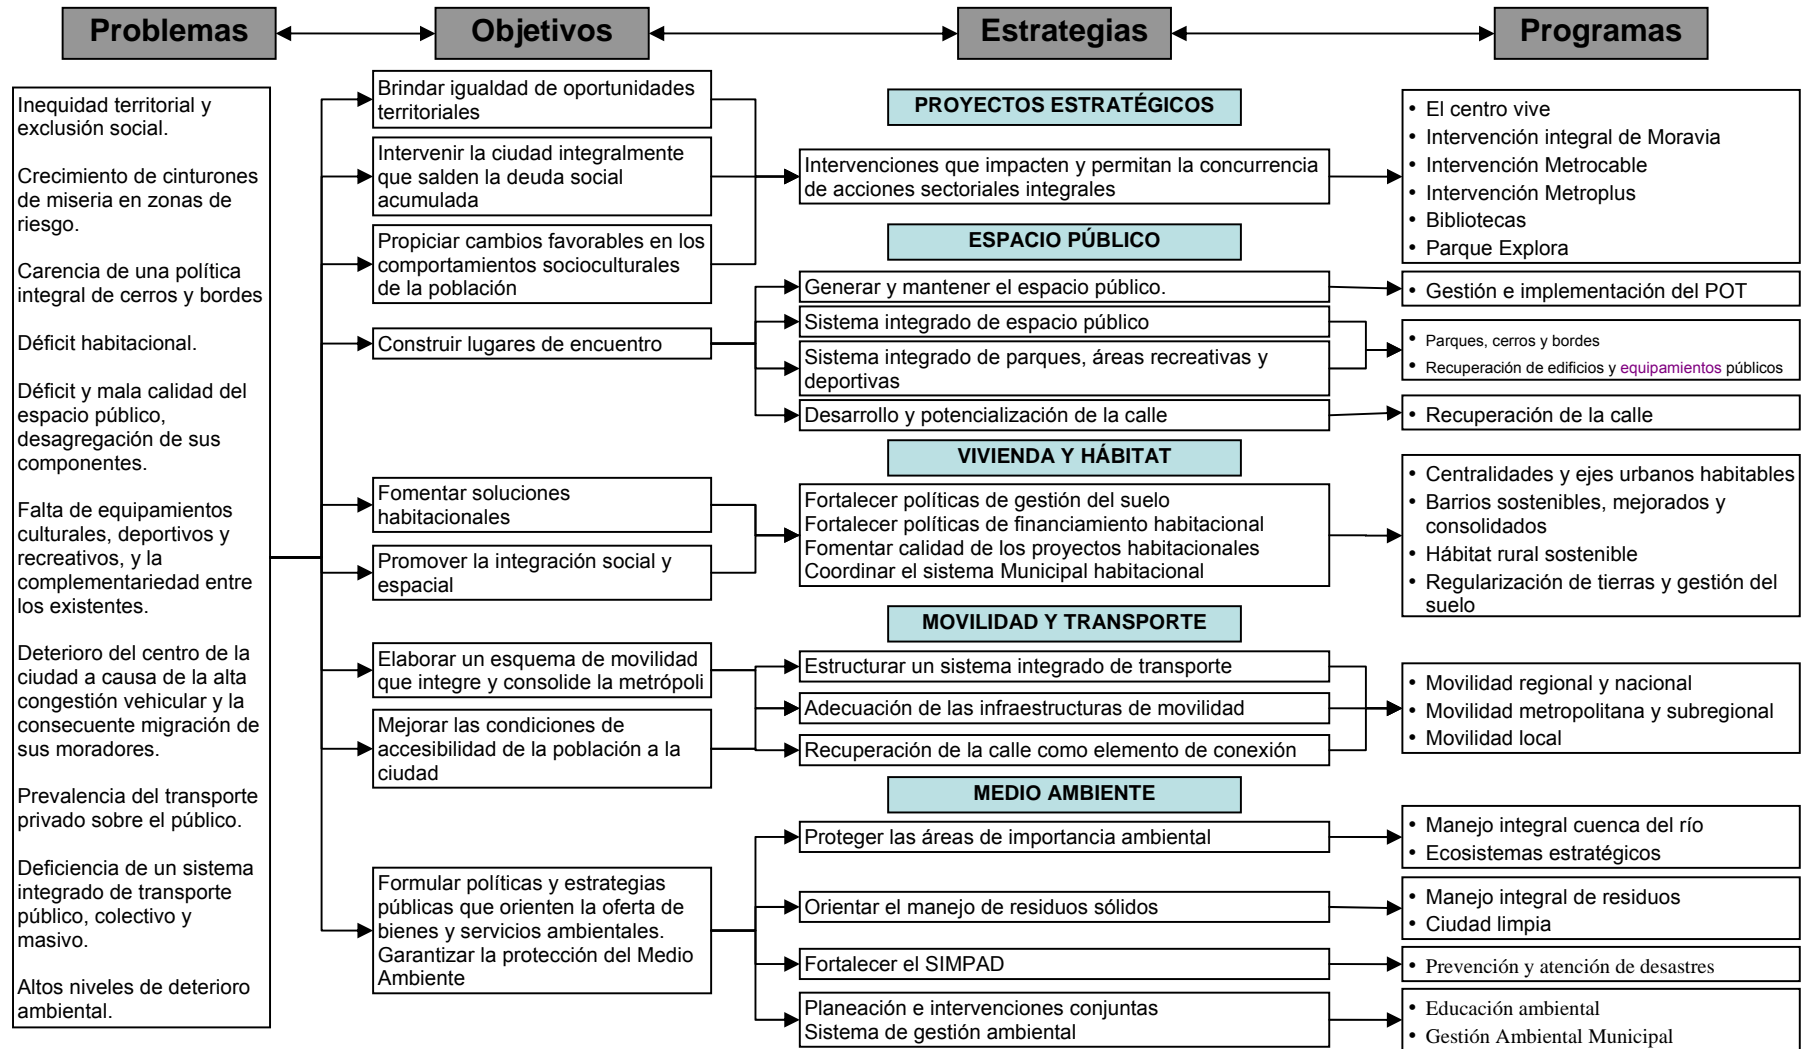 Problemas
Objetivos
Estrategias
Programas
Inequidad territorial y
exclusión social.
Crecimiento de cinturones
de miseria en zonas de
riesgo.
Carencia de una política
integral de cerros y bordes
Déficit habitacional.
Déficit y mala calidad del
espacio público,
desagregación de sus
componentes.
Falta de equipamientos
culturales, deportivos y
recreativos, y la
complementariedad entre
los existentes.
Deterioro del centro de la
ciudad a causa de la alta
congestión vehicular y la
consecuente migración de
sus moradores.
Prevalencia del transporte
privado sobre el público.
Deficiencia de un sistema
integrado de transporte
público, colectivo y
masivo.
Altos niveles de deterioro
ambiental.
Brindar igualdad de oportunidades
territoriales
Intervenir la ciudad integralmente
que salden la deuda social
acumulada
Propiciar cambios favorables en los
comportamientos socioculturales
de la población
Construir lugares de encuentro
Fomentar soluciones
habitacionales
Promover la integración social y
espacial
Elaborar un esquema de movilidad
que integre y consolide la metrópoli
Mejorar las condiciones de
accesibilidad de la población a la
ciudad
Formular políticas y estrategias
públicas que orienten la oferta de
bienes y servicios ambientales.
Garantizar la protección del Medio
Ambiente
PROYECTOS ESTRATÉGICOS
Intervenciones que impacten y permitan la concurrencia
de acciones sectoriales integrales
ESPACIO PÚBLICO
Generar y mantener el espacio público.
Sistema integrado de espacio público
Sistema integrado de parques, áreas recreativas y
deportivas
Desarrollo y potencialización de la calle
VIVIENDA Y HÁBITAT
Fortalecer políticas de gestión del suelo
Fortalecer políticas de financiamiento habitacional
Fomentar calidad de los proyectos habitacionales
Coordinar el sistema Municipal habitacional
MOVILIDAD Y TRANSPORTE
Estructurar un sistema integrado de transporte
Adecuación de las infraestructuras de movilidad
Recuperación de la calle como elemento de conexión
MEDIO AMBIENTE
Proteger las áreas de importancia ambiental
Orientar el manejo de residuos sólidos
Fortalecer el SIMPAD
Planeación e intervenciones conjuntas
Sistema de gestión ambiental
• El centro vive
• Intervención integral de Moravia
• Intervención Metrocable
• Intervención Metroplus
• Bibliotecas
• Parque Explora
• Gestión e implementación del POT
• Parques, cerros y bordes
• Recuperación de edificios y equipamientos públicos
• Recuperación de la calle
• Centralidades y ejes urbanos habitables
• Barrios sostenibles, mejorados y
consolidados
• Hábitat rural sostenible
• Regularización de tierras y gestión del
suelo
• Movilidad regional y nacional
• Movilidad metropolitana y subregional
• Movilidad local
• Manejo integral cuenca del río
• Ecosistemas estratégicos
• Manejo integral de residuos
• Ciudad limpia
• Prevención y atención de desastres
• Educación ambiental
• Gestión Ambiental Municipal